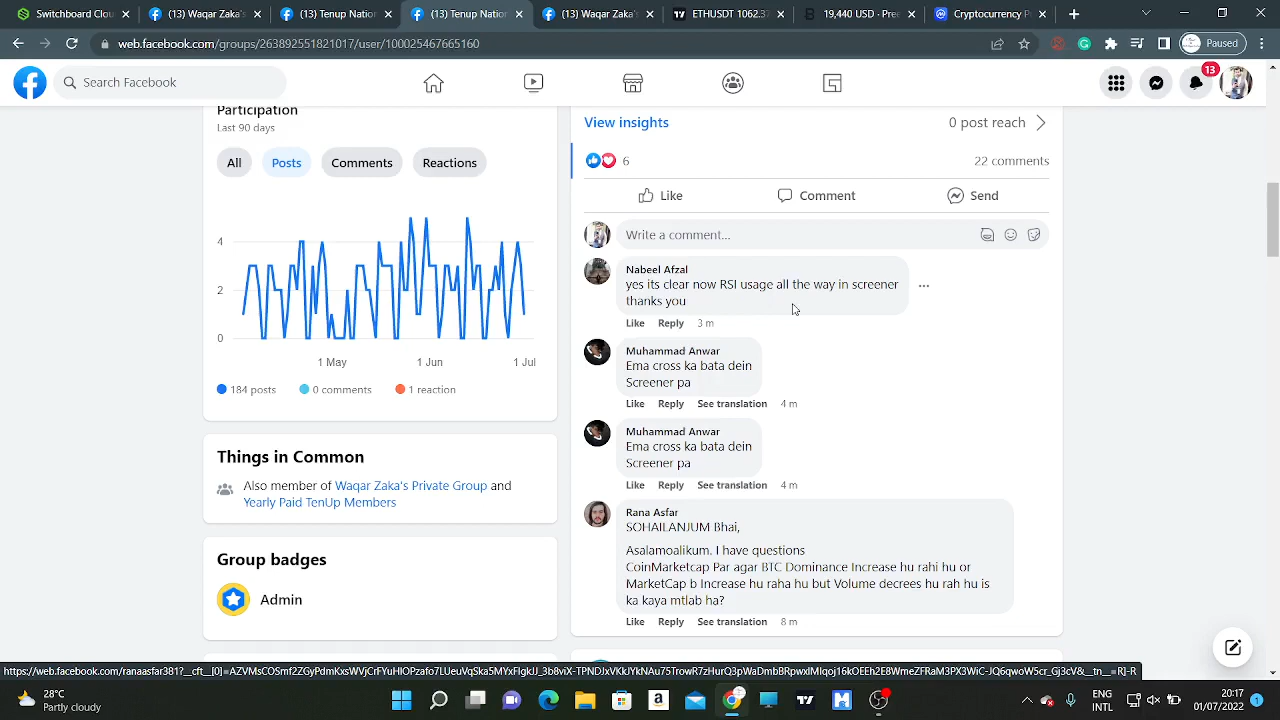 Switchboard Clou
(13) Waqar Zaka's
(13) Tenup Nation
(13) Tenup Nation
(13) Waqar Zaka's
ETHUSDT 1062.3
19,440 USD - Pre
Cryptocurrency Pe
web.facebook.com/groups/263892551821017/user/100025467665160
Paused
Search Facebook
13
Participation
Last 90 days
All
Posts
Comments
Reactions
4
2
0
1 May
1 Jun
1 Jul
184 posts
0 comments
1 reaction
Things in Common
Also member of Waqar Zaka's Private Group and
Yearly Paid TenUp Members
Group badges
Admin
View insights
0 post reach
6
22 comments
Like
Comment
Send
Write a comment...
Nabeel Afzal
yes its clear now RSI usage all the way in screener
thanks you
Like Reply 3 m
Muhammad Anwar
Ema cross ka bata dein
Screener pa
Like Reply See translation 4 m
Muhammad Anwar
Ema cross ka bata dein
Screener pa
Like Reply See translation 4 m
Rana Asfar
SOHAILANJUM Bhai,
Asalamoalikum. I have questions
CoinMarketcap Par agar BTC Dominance Increase hu rahi hu or
MarketCap b Increase hu raha hu but Volume decrees hu rah hu is
ka kaya mtlab ha?
Like Reply See translation 8 m
28°C
Partly cloudy
ENG
INTL
20:17
01/07/2022
1